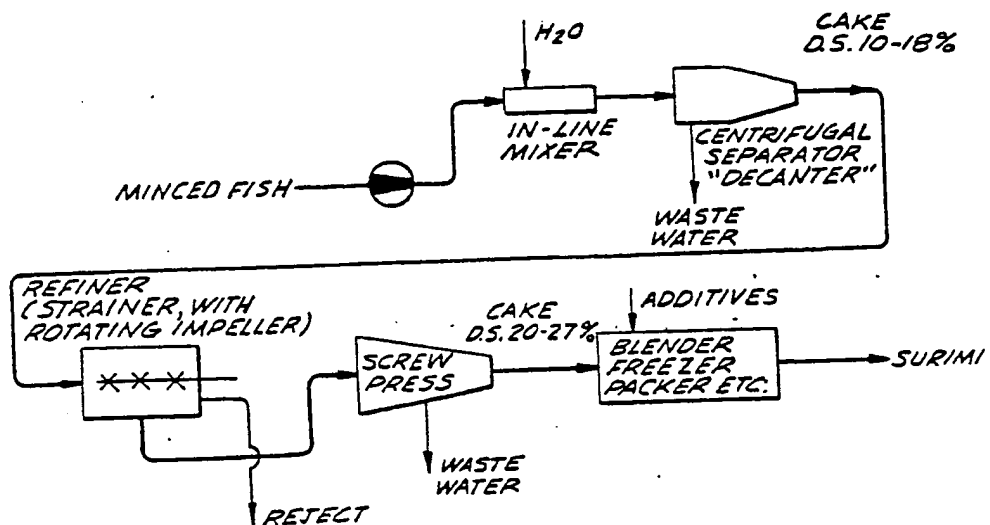 H2O
CAKE
D.S. 10-18%
IN-LINE
MIXER
CENTRIFUGAL
SEPARATOR
"DECANTER"
MINCED FISH
WASTE
WATER
REFINER
(STRAINER, WITH
ROTATING IMPELLER)
CAKE
D.S. 20-27%
ADDITIVES
SCREW
PRESS
BLENDER
FREEZER
PACKER ETC.
SURIMI
WASTE
WATER
REJECT